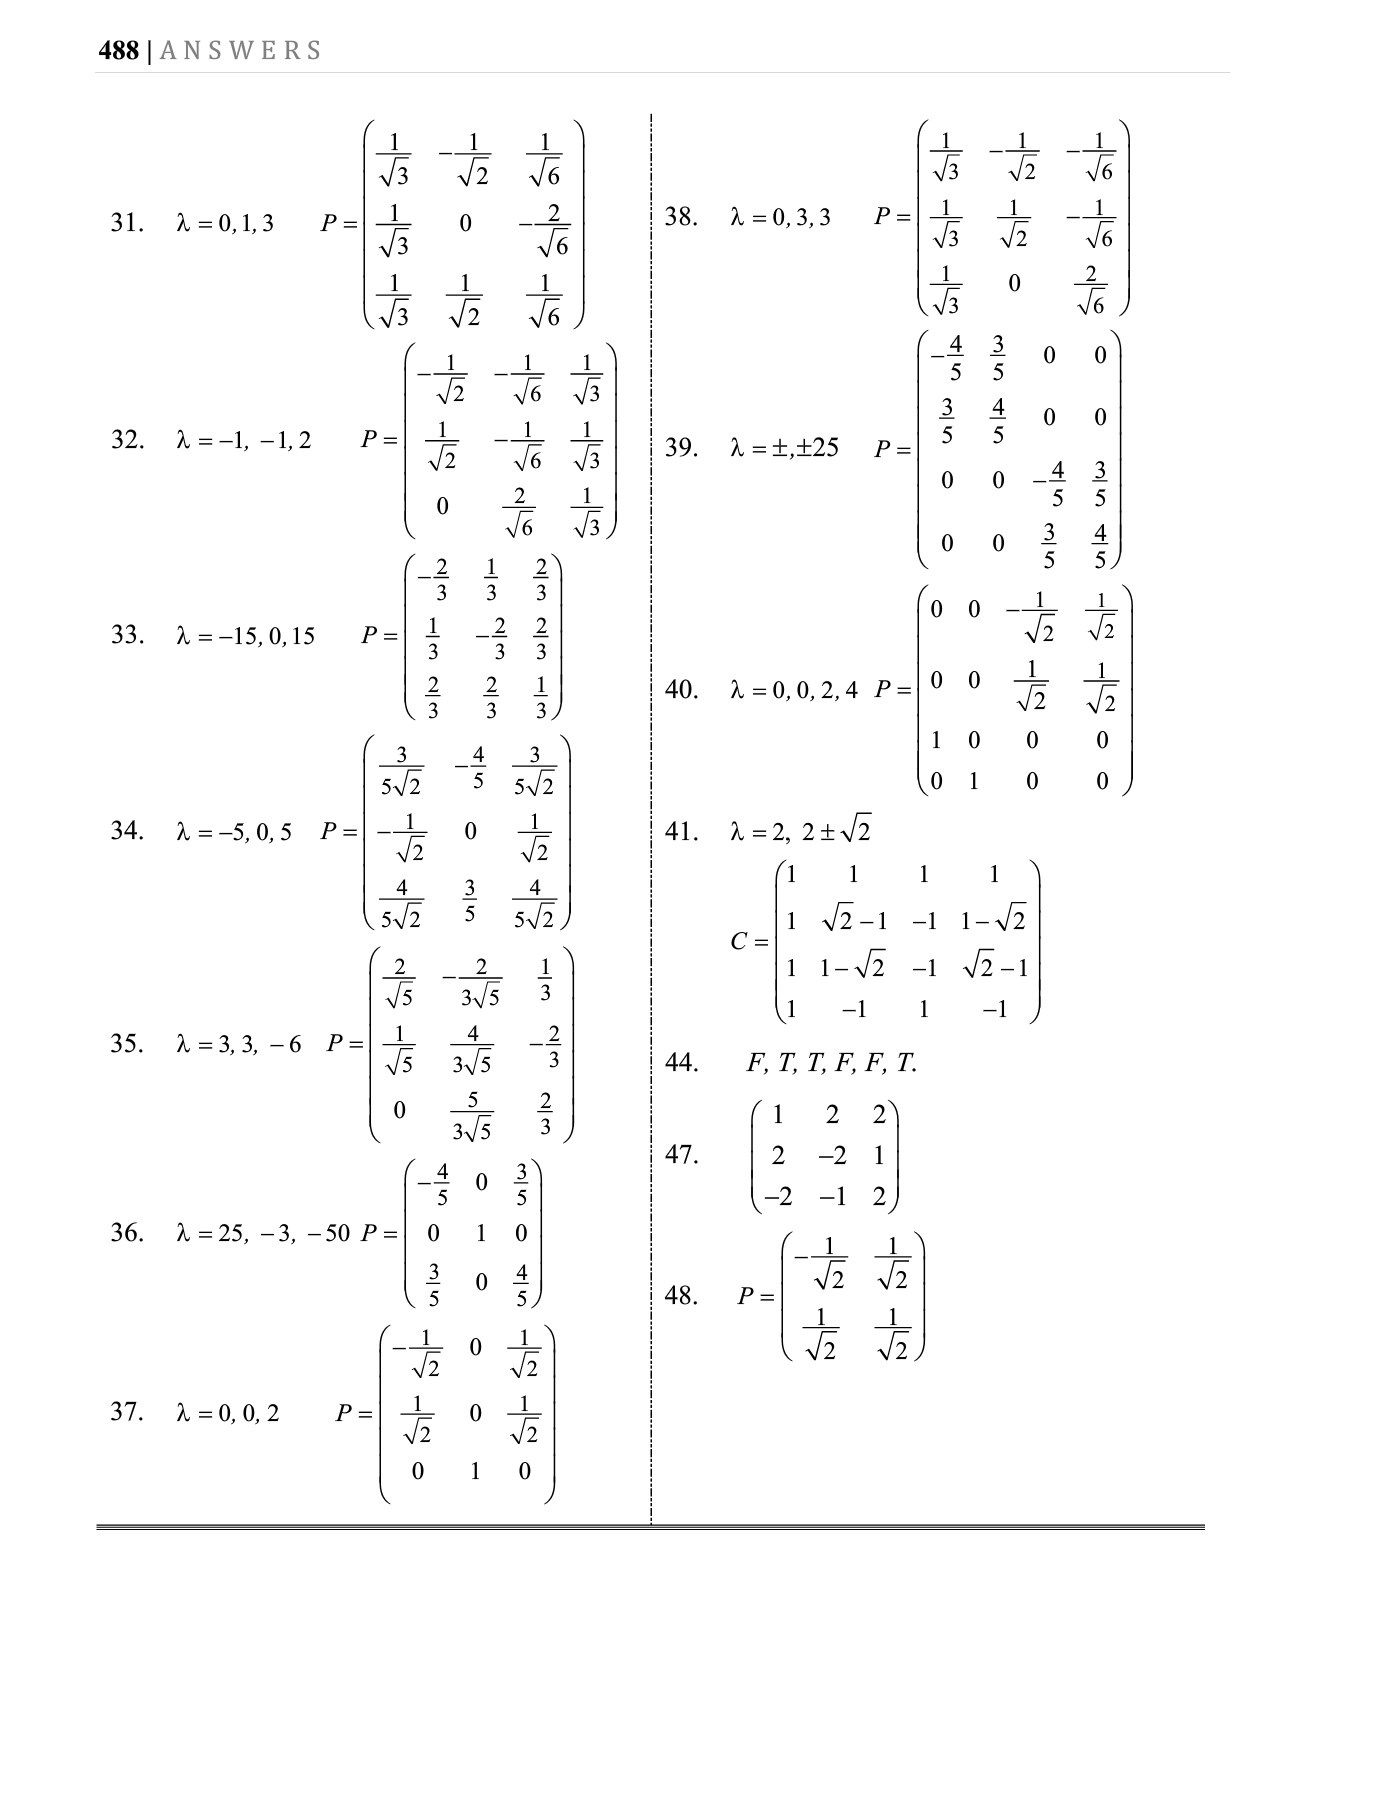 488 | ANSWERS
31. λ = 0, 1, 3 P = \begin{pmatrix} \frac{1}{\sqrt{3}} & -\frac{1}{\sqrt{2}} & \frac{1}{\sqrt{6}} \\ \frac{1}{\sqrt{3}} & 0 & -\frac{2}{\sqrt{6}} \\ \frac{1}{\sqrt{3}} & \frac{1}{\sqrt{2}} & \frac{1}{\sqrt{6}} \end{pmatrix}
32. λ = –1, –1, 2 P = \begin{pmatrix} -\frac{1}{\sqrt{2}} & -\frac{1}{\sqrt{6}} & \frac{1}{\sqrt{3}} \\ \frac{1}{\sqrt{2}} & -\frac{1}{\sqrt{6}} & \frac{1}{\sqrt{3}} \\ 0 & \frac{2}{\sqrt{6}} & \frac{1}{\sqrt{3}} \end{pmatrix}
33. λ = –15, 0, 15 P = \begin{pmatrix} -\frac{2}{3} & \frac{1}{3} & \frac{2}{3} \\ \frac{1}{3} & -\frac{2}{3} & \frac{2}{3} \\ \frac{2}{3} & \frac{2}{3} & \frac{1}{3} \end{pmatrix}
34. λ = –5, 0, 5 P = \begin{pmatrix} \frac{3}{5\sqrt{2}} & -\frac{4}{5} & \frac{3}{5\sqrt{2}} \\ -\frac{1}{\sqrt{2}} & 0 & \frac{1}{\sqrt{2}} \\ \frac{4}{5\sqrt{2}} & \frac{3}{5} & \frac{4}{5\sqrt{2}} \end{pmatrix}
35. λ = 3, 3, – 6 P = \begin{pmatrix} \frac{2}{\sqrt{5}} & -\frac{2}{3\sqrt{5}} & \frac{1}{3} \\ \frac{1}{\sqrt{5}} & \frac{4}{3\sqrt{5}} & -\frac{2}{3} \\ 0 & \frac{5}{3\sqrt{5}} & \frac{2}{3} \end{pmatrix}
36. λ = 25, – 3, – 50 P = \begin{pmatrix} -\frac{4}{5} & 0 & \frac{3}{5} \\ 0 & 1 & 0 \\ \frac{3}{5} & 0 & \frac{4}{5} \end{pmatrix}
37. λ = 0, 0, 2 P = \begin{pmatrix} -\frac{1}{\sqrt{2}} & 0 & \frac{1}{\sqrt{2}} \\ \frac{1}{\sqrt{2}} & 0 & \frac{1}{\sqrt{2}} \\ 0 & 1 & 0 \end{pmatrix}
38. λ = 0, 3, 3 P = \begin{pmatrix} \frac{1}{\sqrt{3}} & -\frac{1}{\sqrt{2}} & -\frac{1}{\sqrt{6}} \\ \frac{1}{\sqrt{3}} & \frac{1}{\sqrt{2}} & -\frac{1}{\sqrt{6}} \\ \frac{1}{\sqrt{3}} & 0 & \frac{2}{\sqrt{6}} \end{pmatrix}
39. λ = ±,±25 P = \begin{pmatrix} -\frac{4}{5} & \frac{3}{5} & 0 & 0 \\ \frac{3}{5} & \frac{4}{5} & 0 & 0 \\ 0 & 0 & -\frac{4}{5} & \frac{3}{5} \\ 0 & 0 & \frac{3}{5} & \frac{4}{5} \end{pmatrix}
40. λ = 0, 0, 2, 4 P = \begin{pmatrix} 0 & 0 & -\frac{1}{\sqrt{2}} & \frac{1}{\sqrt{2}} \\ 0 & 0 & \frac{1}{\sqrt{2}} & \frac{1}{\sqrt{2}} \\ 1 & 0 & 0 & 0 \\ 0 & 1 & 0 & 0 \end{pmatrix}
41. λ = 2, 2 ± √2
C = \begin{pmatrix} 1 & 1 & 1 & 1 \\ 1 & \sqrt{2}-1 & -1 & 1-\sqrt{2} \\ 1 & 1-\sqrt{2} & -1 & \sqrt{2}-1 \\ 1 & -1 & 1 & -1 \end{pmatrix}
44. F, T, T, F, F, T.
47. \begin{pmatrix} 1 & 2 & 2 \\ 2 & -2 & 1 \\ -2 & -1 & 2 \end{pmatrix}
48. P = \begin{pmatrix} -\frac{1}{\sqrt{2}} & \frac{1}{\sqrt{2}} \\ \frac{1}{\sqrt{2}} & \frac{1}{\sqrt{2}} \end{pmatrix}